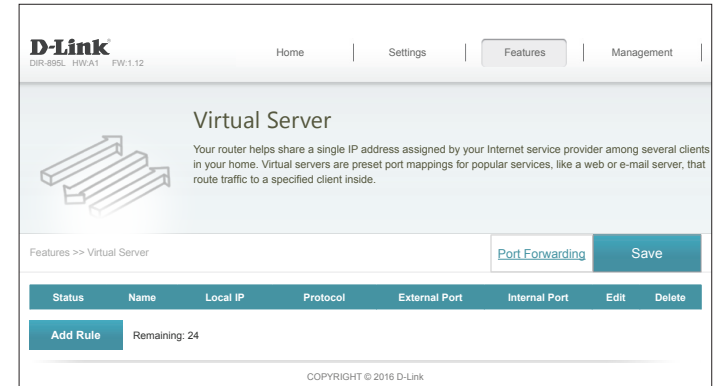 D-Link
DIR-895L HW:A1 FW:1.12
Home
Settings
Features
Management
Virtual Server
Your router helps share a single IP address assigned by your Internet service provider among several clients
in your home. Virtual servers are preset port mappings for popular services, like a web or e-mail server, that
route traffic to a specified client inside.
Features >> Virtual Server
Port Forwarding
Save
Status Name Local IP Protocol External Port Internal Port Edit Delete
Add Rule
Remaining: 24
COPYRIGHT © 2016 D-Link